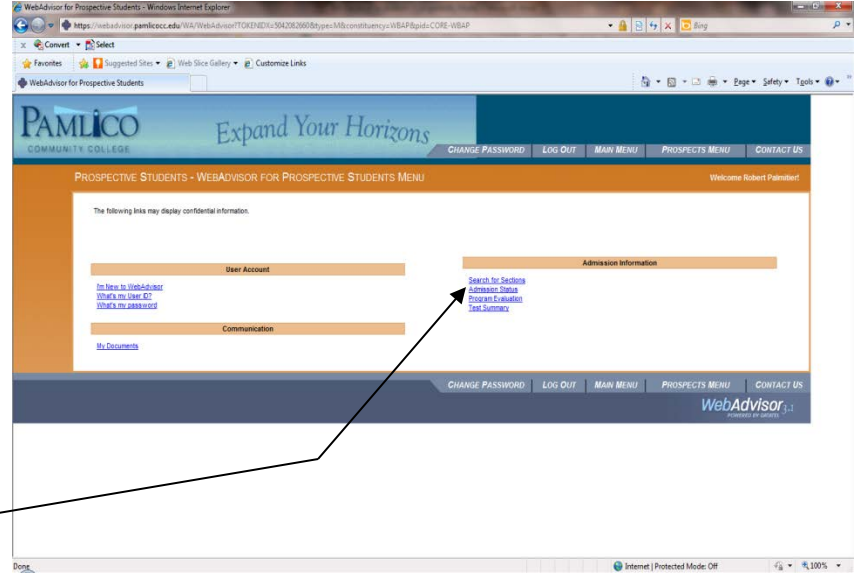 WebAdvisor for Prospective Students - Windows Internet Explorer
https://webadvisor.pamlicocc.edu/WA/WebAdvisor?TOKENIDX=5042082660&type=M&constituency=WBAP&pid=CORE-WBAP
Bing
x Convert Select
Favorites Suggested Sites Web Slice Gallery Customize Links
WebAdvisor for Prospective Students
Page Safety Tools
PAMLICO
COMMUNITY COLLEGE
Expand Your Horizons
CHANGE PASSWORD LOG OUT MAIN MENU PROSPECTS MENU CONTACT US
PROSPECTIVE STUDENTS - WEBADVISOR FOR PROSPECTIVE STUDENTS MENU
Welcome Robert Palmitier!
The following links may display confidential information.
User Account
I'm New to WebAdvisor
What's my User ID?
What's my password
Communication
My Documents
Admission Information
Search for Sections
Admission Status
Program Evaluation
Test Summary
CHANGE PASSWORD LOG OUT MAIN MENU PROSPECTS MENU CONTACT US
WebAdvisor 3.1
POWERED BY DATATEL
Done
Internet | Protected Mode: Off
100%